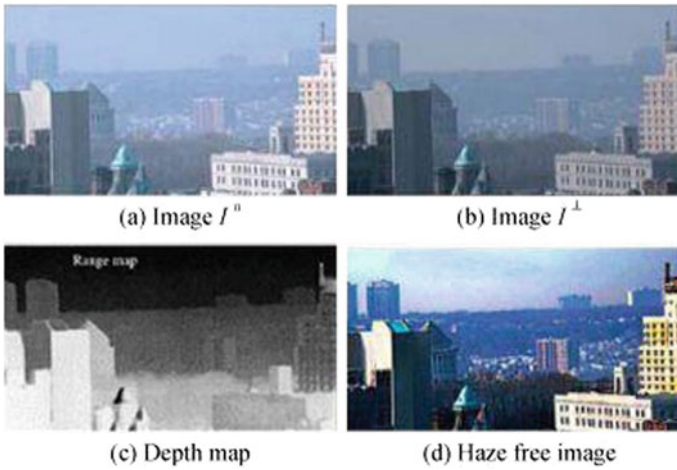 (a) Image I ⁿ
(b) Image I ⊥
Range map
(c) Depth map
(d) Haze free image